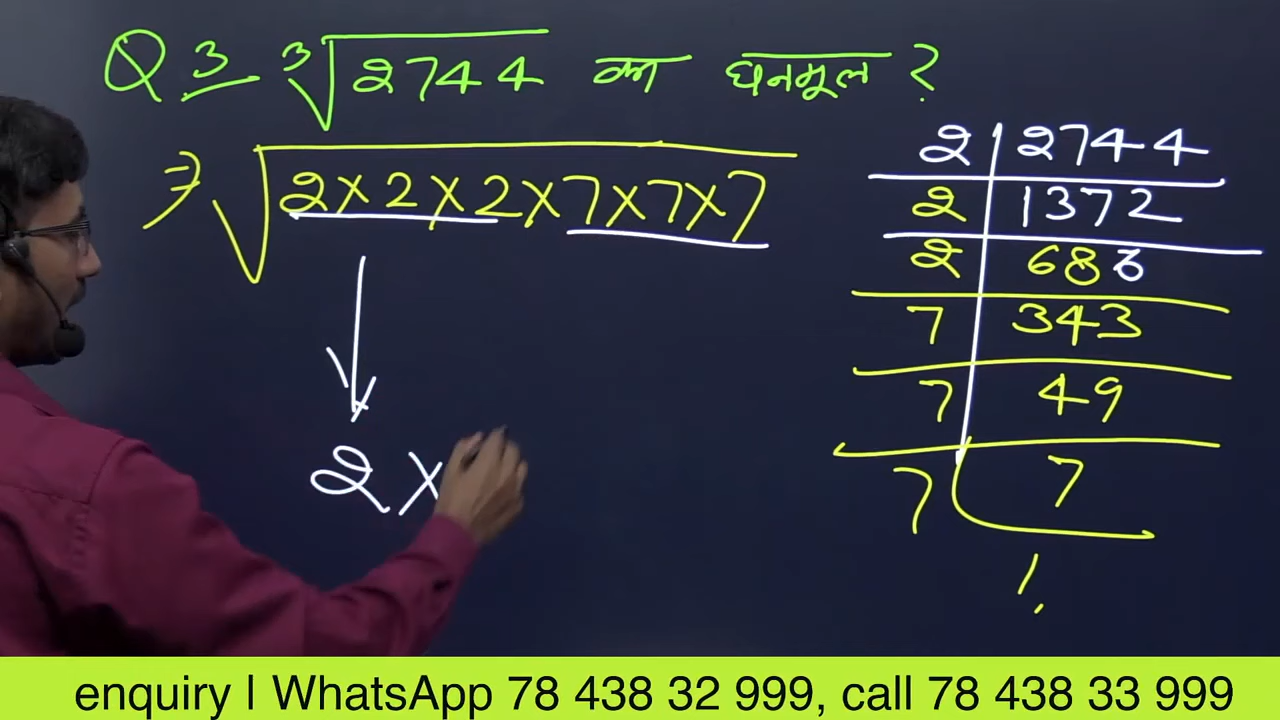 Q 3 ∛2744 का घनमूल ?
⇒ ∛2×2×2×7×7×7
2 ×
2 | 2744
2 | 1372
2 | 686
7 | 343
7 | 49
7 | 7
1
enquiry | WhatsApp 78 438 32 999, call 78 438 33 999